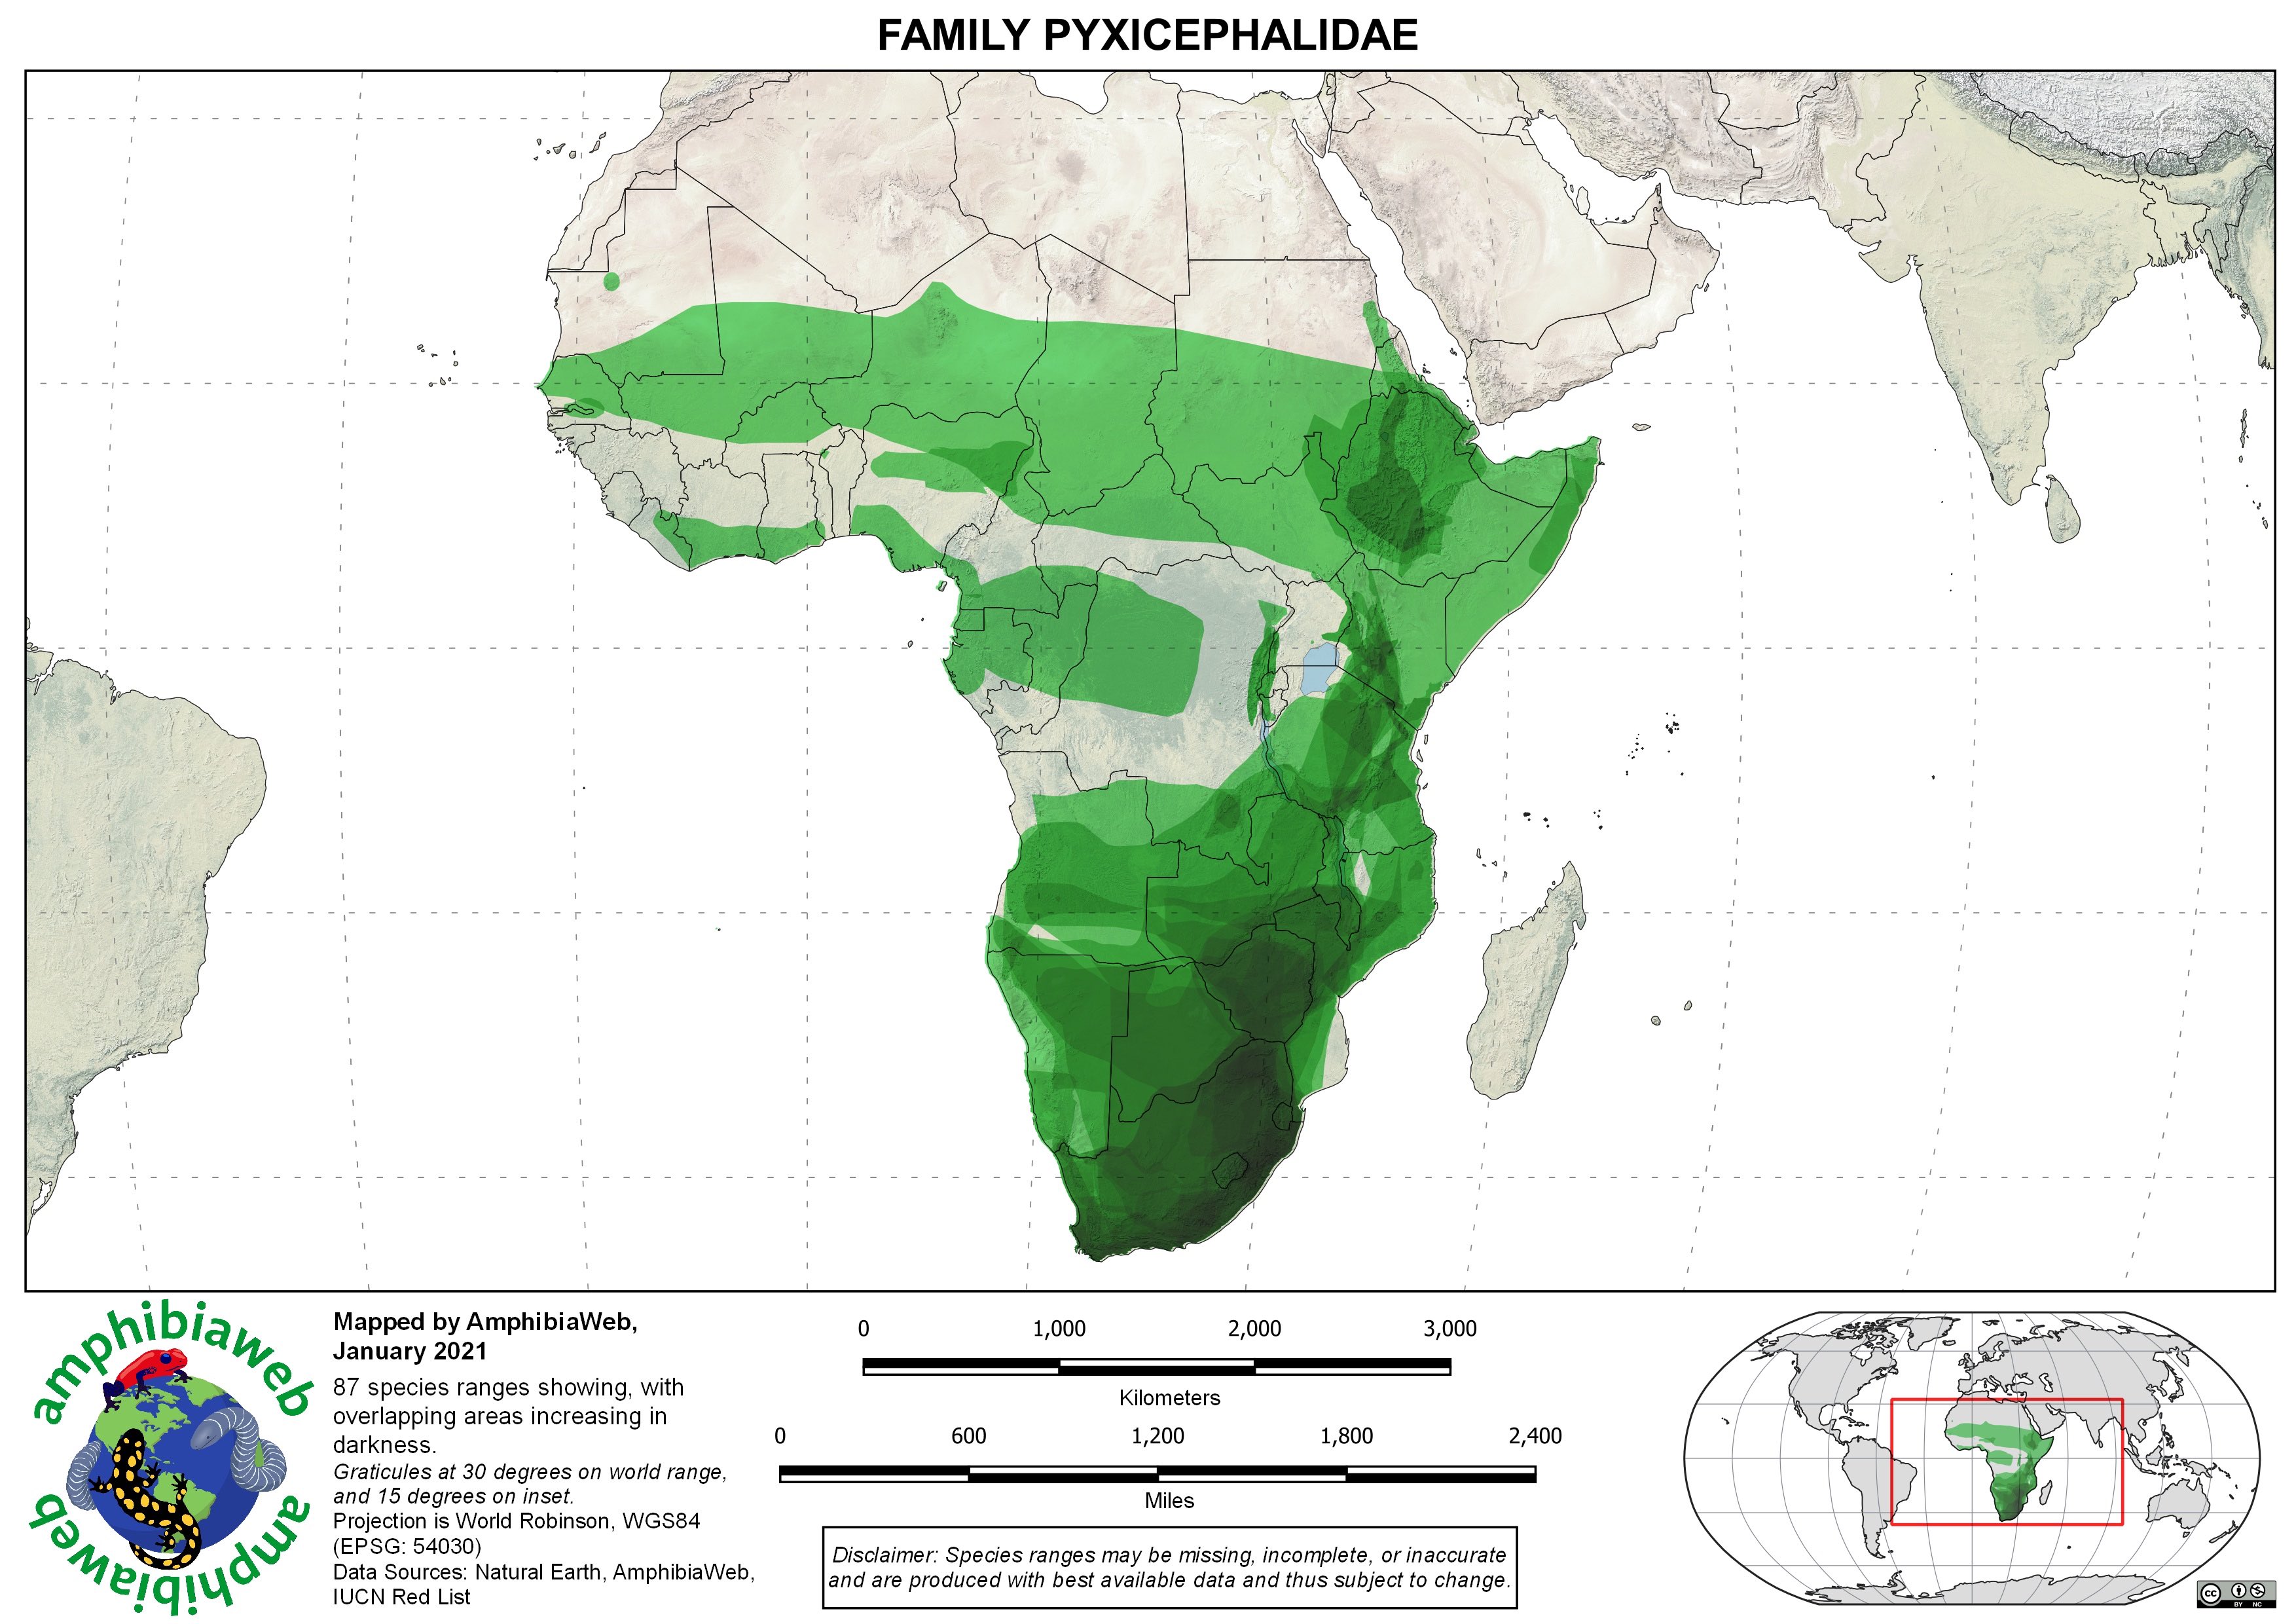 FAMILY PYXICEPHALIDAE
amphibiaweb
amphibiaweb
Mapped by AmphibiaWeb,
January 2021
87 species ranges showing, with
overlapping areas increasing in
darkness.
Graticules at 30 degrees on world range,
and 15 degrees on inset.
Projection is World Robinson, WGS84
(EPSG: 54030)
Data Sources: Natural Earth, AmphibiaWeb,
IUCN Red List
0 1,000 2,000 3,000
Kilometers
0 600 1,200 1,800 2,400
Miles
Disclaimer: Species ranges may be missing, incomplete, or inaccurate
and are produced with best available data and thus subject to change.
cc
BY NC